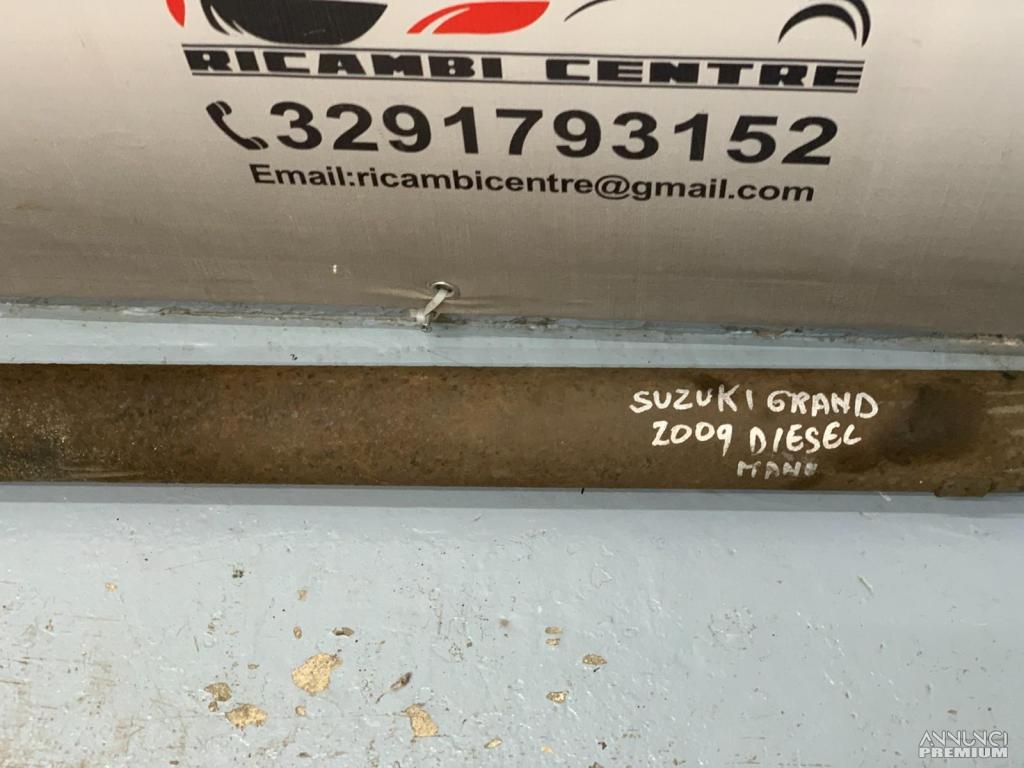 RICAMBI CENTRE
3291793152
Email:ricambicentre@gmail.com
SUZUKI GRAND
2009 DIESEL
ANNUNCI
PREMIUM